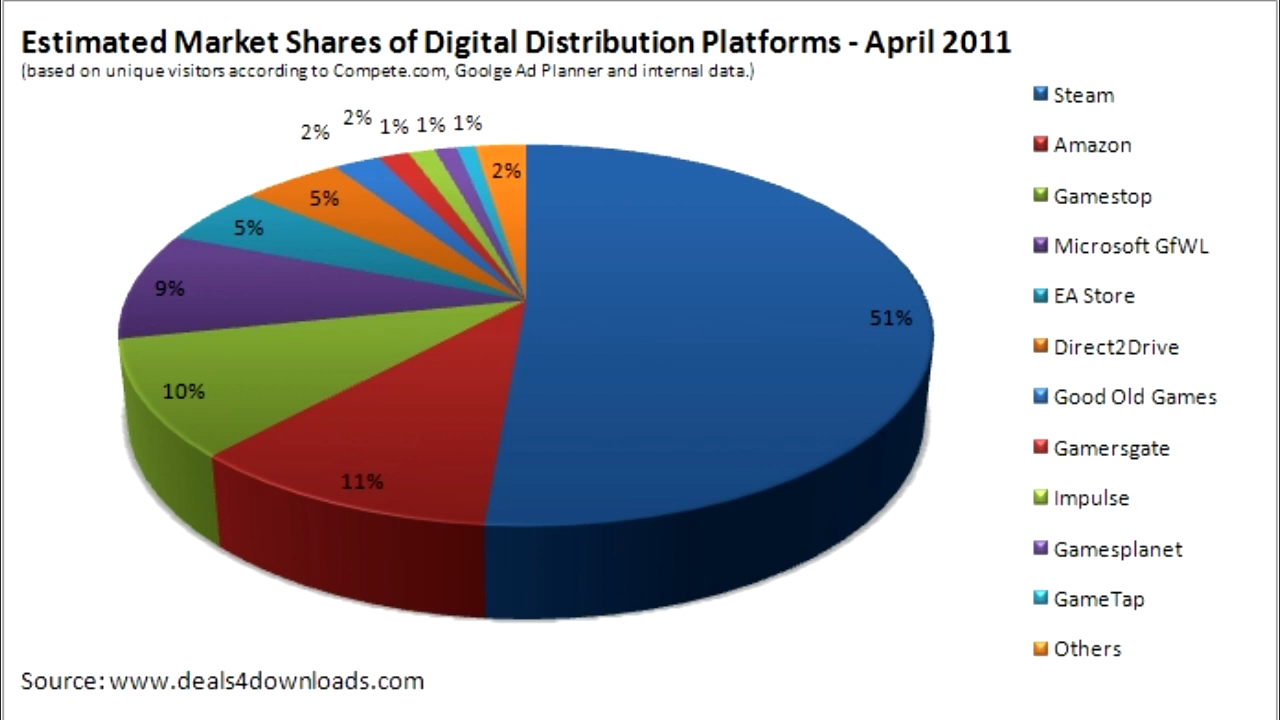 Estimated Market Shares of Digital Distribution Platforms - April 2011
(based on unique visitors according to Compete.com, Goolge Ad Planner and internal data.)
Steam
Amazon
Gamestop
Microsoft GfWL
EA Store
Direct2Drive
Good Old Games
Gamersgate
Impulse
Gamesplanet
GameTap
Others
2%
2%
1%
1%
1%
2%
5%
5%
9%
51%
10%
11%
Source: www.deals4downloads.com